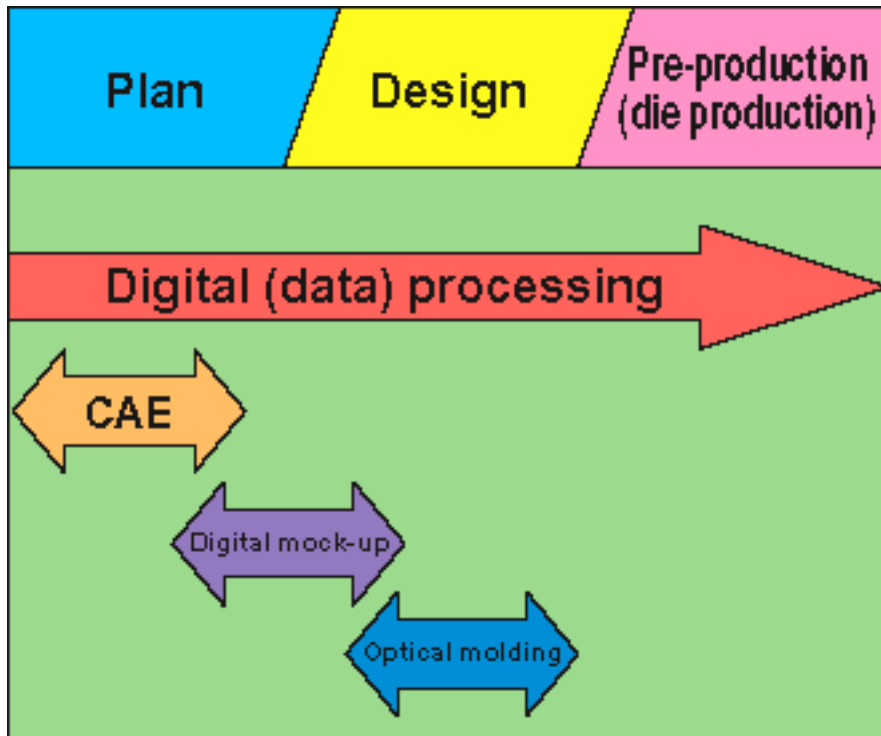 Plan
Design
Pre-production
(die production)
Digital (data) processing
CAE
Digital mock-up
Optical molding